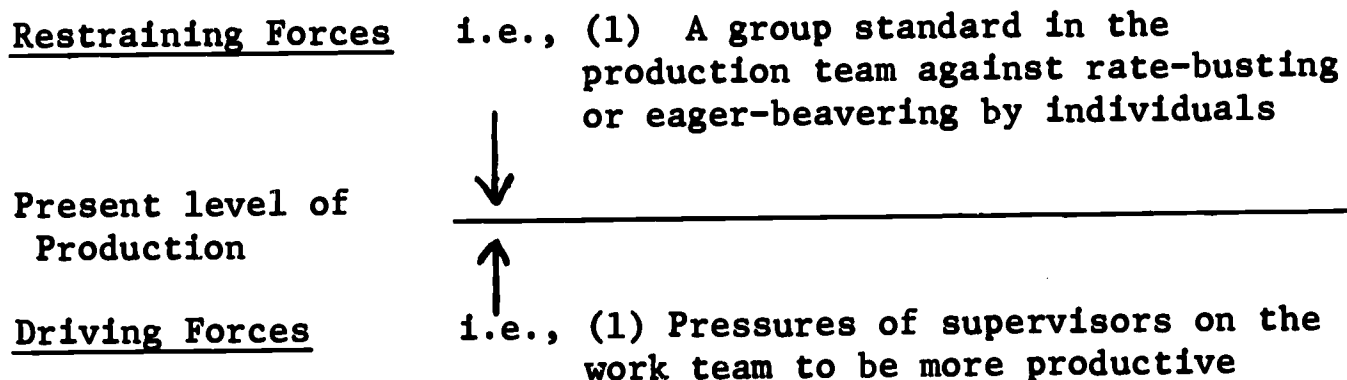 Restraining Forces i.e., (1) A group standard in the
production team against rate-busting
or eager-beavering by individuals
Present level of
Production
Driving Forces i.e., (1) Pressures of supervisors on the
work team to be more productive